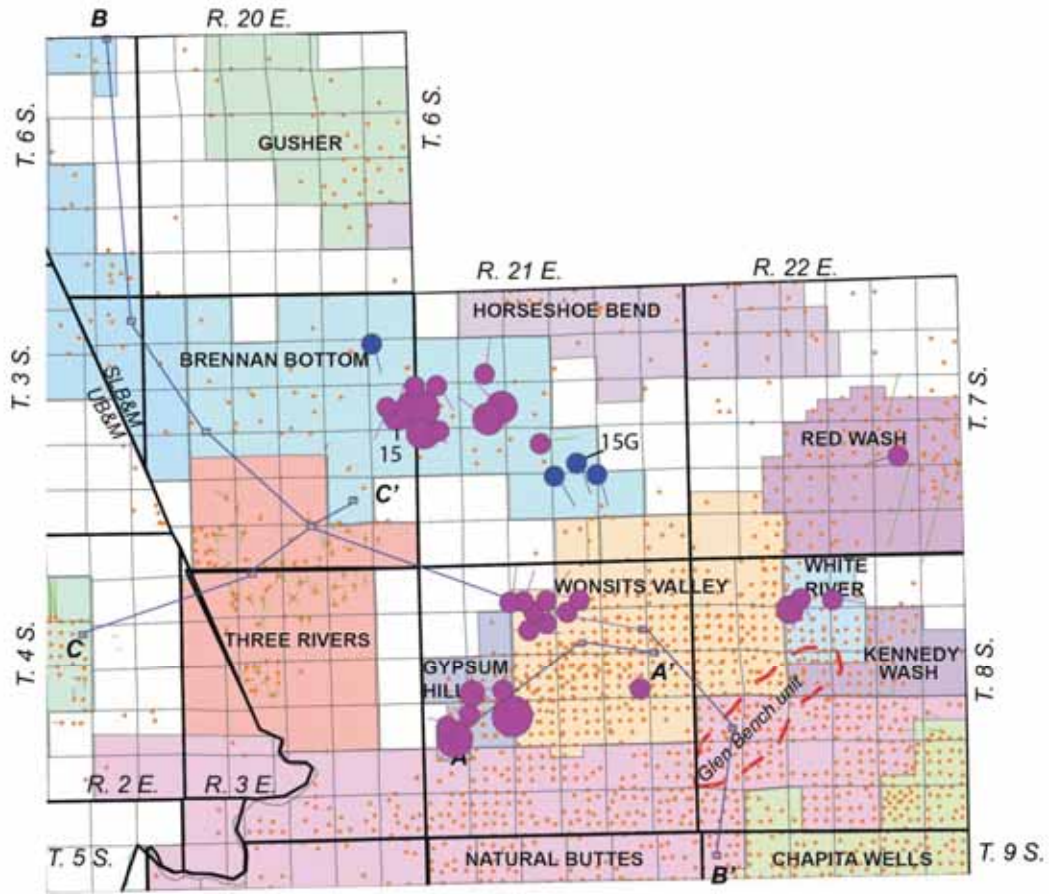 B
R. 20 E.
T. 6 S.
T. 6 S.
GUSHER
R. 21 E.
R. 22 E.
HORSESHOE BEND
T. 3 S.
BRENNAN BOTTOM
SLB&M
UB&M
T. 7 S.
15
15G
RED WASH
C'
WONSITS VALLEY
WHITE
RIVER
T. 4 S.
C
THREE RIVERS
GYPSUM
HILL
A'
KENNEDY
WASH
T. 8 S.
Glen Bench unit
A
R. 2 E.
R. 3 E.
T. 5 S.
NATURAL BUTTES
CHAPITA WELLS
T. 9 S.
B'